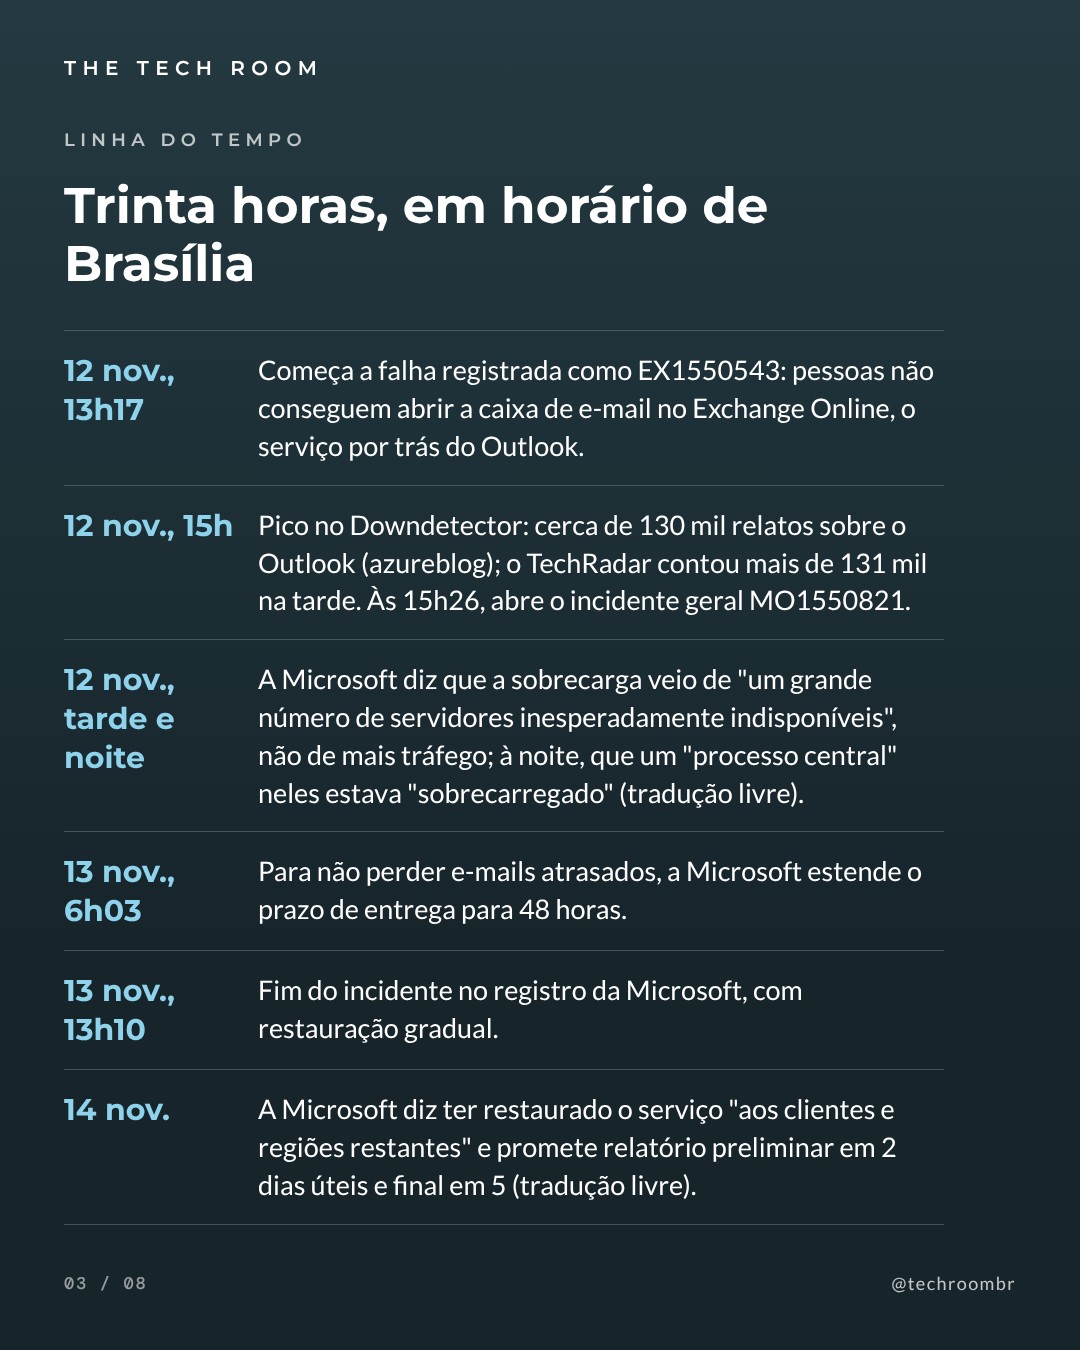 THE TECH ROOM
LINHA DO TEMPO
Trinta horas, em horário de
Brasília
12 nov.,
13h17
Começa a falha registrada como EX1550543: pessoas não
conseguem abrir a caixa de e-mail no Exchange Online, o
serviço por trás do Outlook.
12 nov., 15h
Pico no Downdetector: cerca de 130 mil relatos sobre o
Outlook (azureblog); o TechRadar contou mais de 131 mil
na tarde. Às 15h26, abre o incidente geral MO1550821.
12 nov.,
tarde e
noite
A Microsoft diz que a sobrecarga veio de "um grande
número de servidores inesperadamente indisponíveis",
não de mais tráfego; à noite, que um "processo central"
neles estava "sobrecarregado" (tradução livre).
13 nov.,
6h03
Para não perder e-mails atrasados, a Microsoft estende o
prazo de entrega para 48 horas.
13 nov.,
13h10
Fim do incidente no registro da Microsoft, com
restauração gradual.
14 nov.
A Microsoft diz ter restaurado o serviço "aos clientes e
regiões restantes" e promete relatório preliminar em 2
dias úteis e final em 5 (tradução livre).
03 / 08
@techroombr